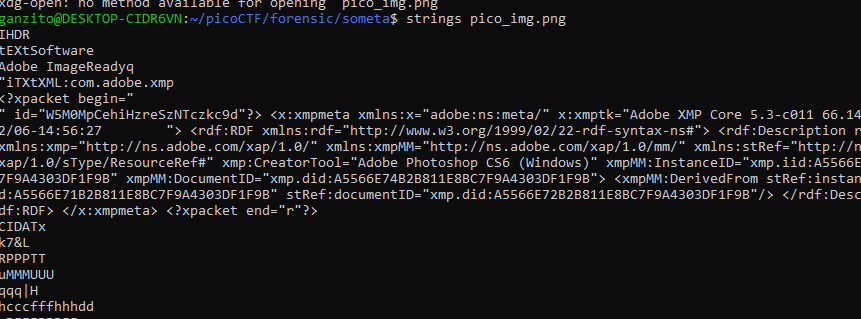 xdg-open: no method available for opening 'pico_img.png'
ganzito@DESKTOP-CIDR6VN:~/picoCTF/forensic/someta$ strings pico_img.png
IHDR
tEXtSoftware
Adobe ImageReadyq
"iTXtXML:com.adobe.xmp
<?xpacket begin="
" id="W5M0MpCehiHzreSzNTczkc9d"?> <x:xmpmeta xmlns:x="adobe:ns:meta/" x:xmptk="Adobe XMP Core 5.3-c011 66.14
2/06-14:56:27        "> <rdf:RDF xmlns:rdf="http://www.w3.org/1999/02/22-rdf-syntax-ns#"> <rdf:Description r
xmlns:xmp="http://ns.adobe.com/xap/1.0/" xmlns:xmpMM="http://ns.adobe.com/xap/1.0/mm/" xmlns:stRef="http://n
xap/1.0/sType/ResourceRef#" xmp:CreatorTool="Adobe Photoshop CS6 (Windows)" xmpMM:InstanceID="xmp.iid:A5566E
7F9A4303DF1F9B" xmpMM:DocumentID="xmp.did:A5566E74B2B811E8BC7F9A4303DF1F9B"> <xmpMM:DerivedFrom stRef:instan
d:A5566E71B2B811E8BC7F9A4303DF1F9B" stRef:documentID="xmp.did:A5566E72B2B811E8BC7F9A4303DF1F9B"/> </rdf:Desc
df:RDF> </x:xmpmeta> <?xpacket end="r"?>
CIDATx
k7&L
RPPPTT
uMMMUUU
qqq|H
hcccfffhhhdd